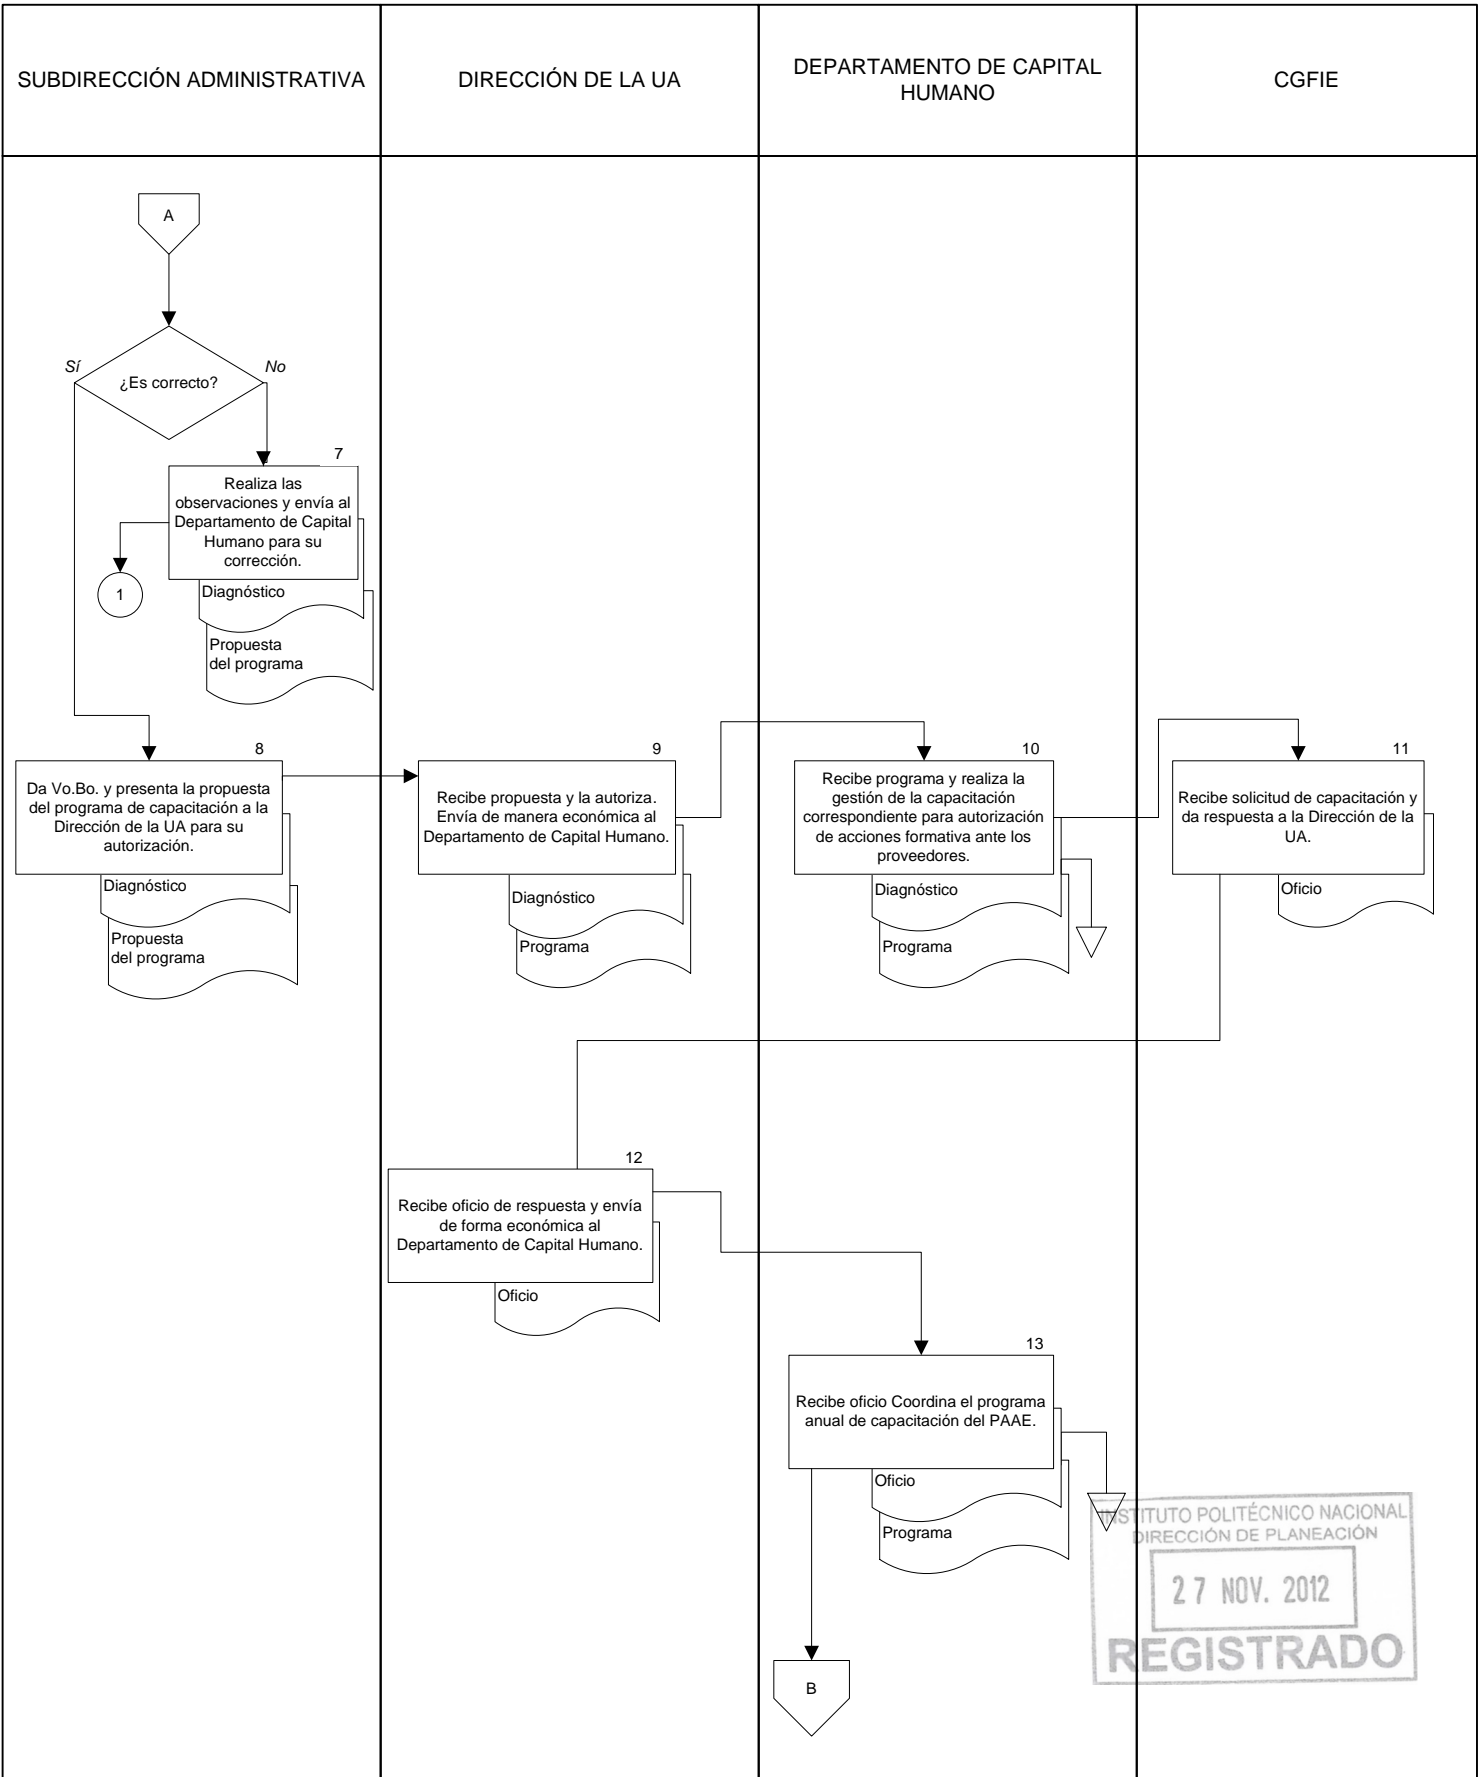 SUBDIRECCIÓN ADMINISTRATIVA
DIRECCIÓN DE LA UA
DEPARTAMENTO DE CAPITAL
HUMANO
CGFIE
A
Sí
¿Es correcto?
No
7
Realiza las
observaciones y envía al
Departamento de Capital
Humano para su
corrección.
1
Diagnóstico
Propuesta
del programa
8
Da Vo.Bo. y presenta la propuesta
del programa de capacitación a la
Dirección de la UA para su
autorización.
Diagnóstico
Propuesta
del programa
9
Recibe propuesta y la autoriza.
Envía de manera económica al
Departamento de Capital Humano.
Diagnóstico
Programa
10
Recibe programa y realiza la
gestión de la capacitación
correspondiente para autorización
de acciones formativa ante los
proveedores.
Diagnóstico
Programa
11
Recibe solicitud de capacitación y
da respuesta a la Dirección de la
UA.
Oficio
12
Recibe oficio de respuesta y envía
de forma económica al
Departamento de Capital Humano.
Oficio
13
Recibe oficio Coordina el programa
anual de capacitación del PAAE.
Oficio
Programa
B
INSTITUTO POLITÉCNICO NACIONAL
DIRECCIÓN DE PLANEACIÓN
27 NOV. 2012
REGISTRADO